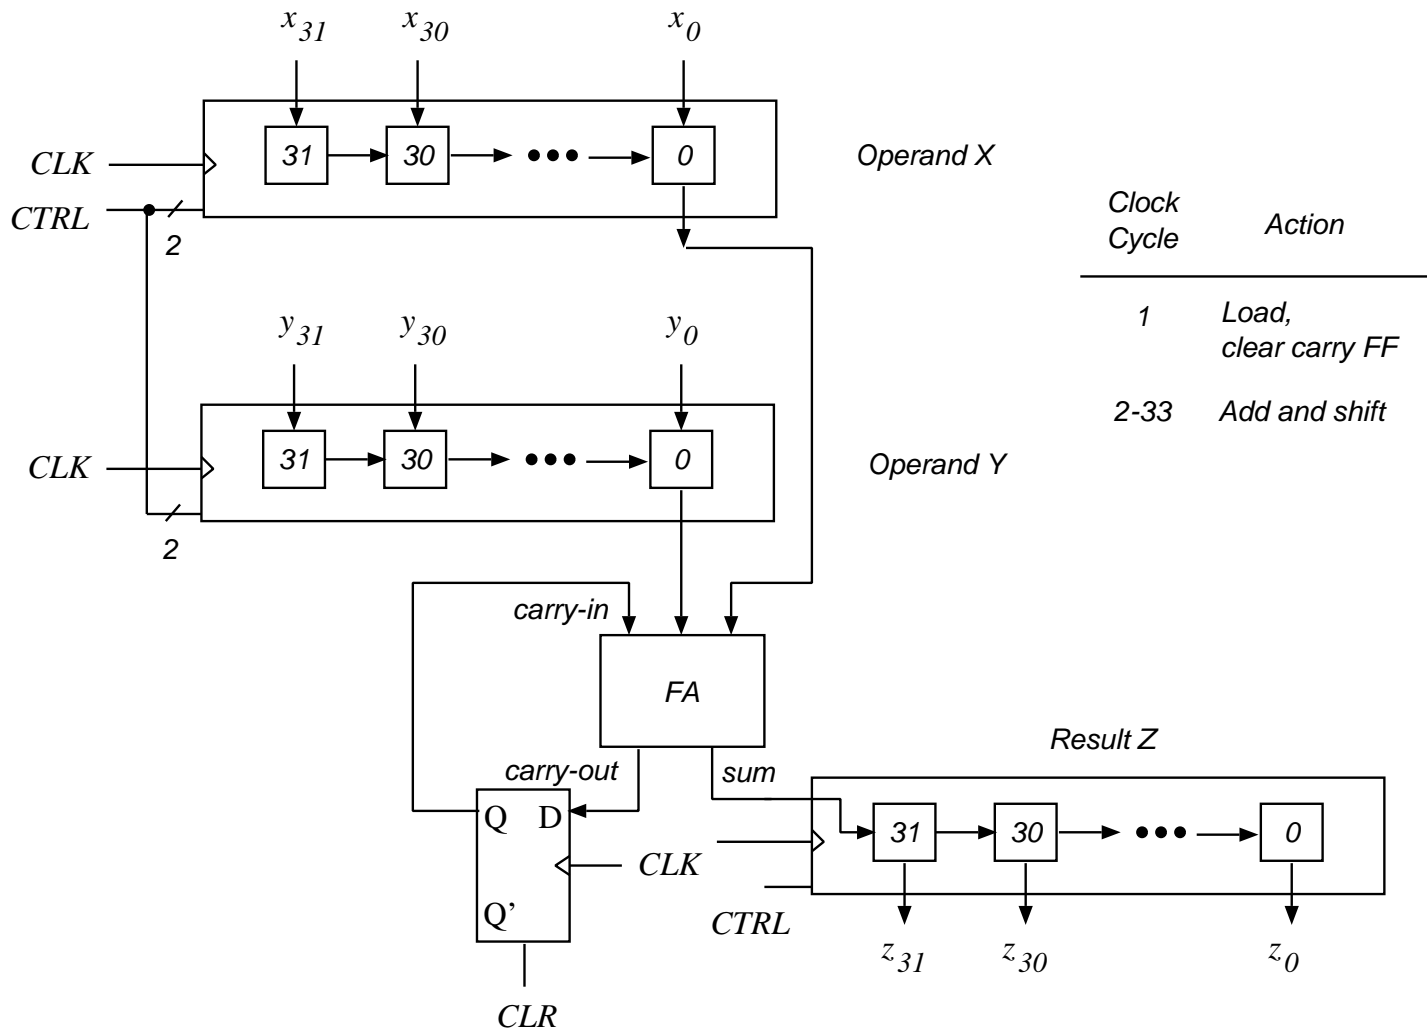 x31 x30 x0
31 30 ••• 0
CLK
Operand X
CTRL
2
Clock
Cycle Action
1 Load,
clear carry FF
2-33 Add and shift
y31 y30 y0
31 30 ••• 0
CLK
Operand Y
2
carry-in
FA
Result Z
carry-out sum
Q D
31 30 ••• 0
CLK
Q’
CTRL
z31 z30 z0
CLR